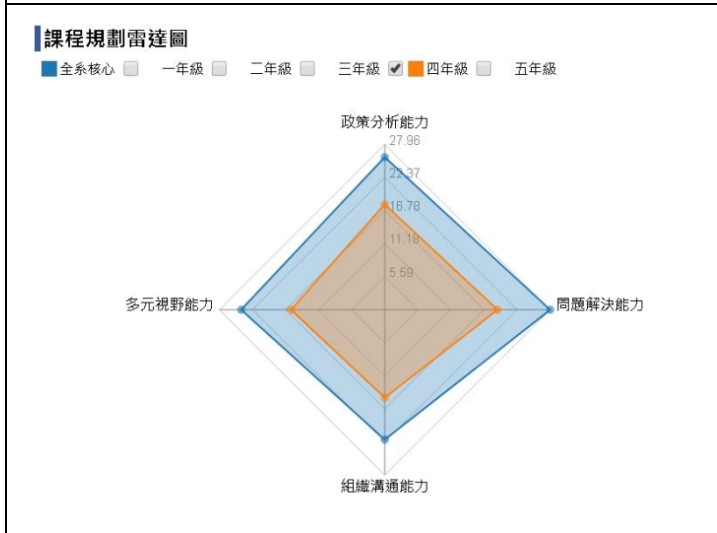 課程規劃雷達圖
全系核心 一年級 二年級 三年級 四年級 五年級
政策分析能力
27.96
22.37
16.78
11.18
5.59
多元視野能力 問題解決能力
組織溝通能力